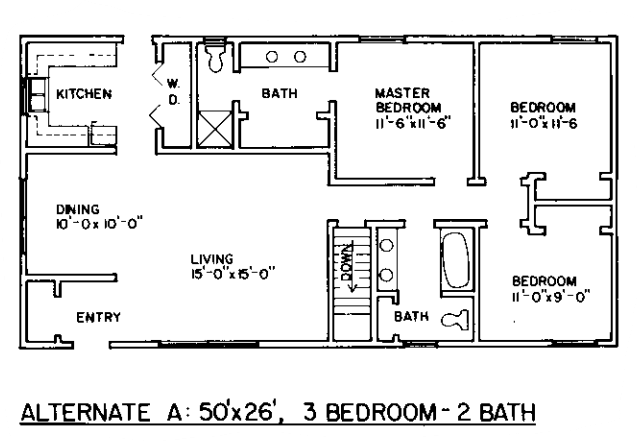 KITCHEN
W.
D.
BATH
MASTER
BEDROOM
11'-6"x11'-6"
BEDROOM
11'-0"x11'-6
DINING
10'-0x10'-0"
LIVING
15'-0"x15'-0"
DOWN
BEDROOM
11'-0"x9'-0"
ENTRY
BATH
ALTERNATE A: 50'x26', 3 BEDROOM-2 BATH